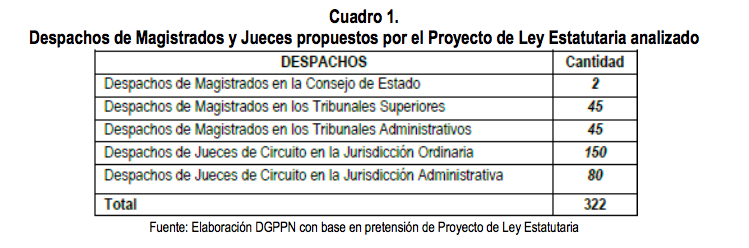 Cuadro 1.
Despachos de Magistrados y Jueces propuestos por el Proyecto de Ley Estatutaria analizado
DESPACHOS Cantidad
Despachos de Magistrados en la Consejo de Estado 2
Despachos de Magistrados en los Tribunales Superiores 45
Despachos de Magistrados en los Tribunales Administrativos 45
Despachos de Jueces de Circuito en la Jurisdicción Ordinaria 150
Despachos de Jueces de Circuito en la Jurisdicción Administrativa 80
Total 322
Fuente: Elaboración DGPPN con base en pretensión de Proyecto de Ley Estatutaria